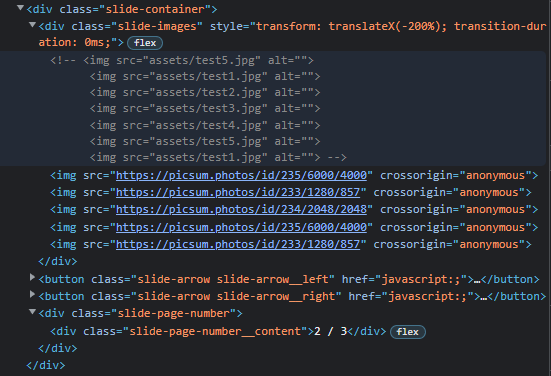 <div class="slide-container">
<div class="slide-images" style="transform: translateX(-200%); transition-dur
ation: 0ms;"> flex
<!-- <img src="assets/test5.jpg" alt="">
<img src="assets/test1.jpg" alt="">
<img src="assets/test2.jpg" alt="">
<img src="assets/test3.jpg" alt="">
<img src="assets/test4.jpg" alt="">
<img src="assets/test5.jpg" alt="">
<img src="assets/test1.jpg" alt=""> -->
<img src="https://picsum.photos/id/235/6000/4000" crossorigin="anonymous">
<img src="https://picsum.photos/id/233/1280/857" crossorigin="anonymous">
<img src="https://picsum.photos/id/234/2048/2048" crossorigin="anonymous">
<img src="https://picsum.photos/id/235/6000/4000" crossorigin="anonymous">
<img src="https://picsum.photos/id/233/1280/857" crossorigin="anonymous">
</div>
<button class="slide-arrow slide-arrow__left" href="javascript:;">…</button>
<button class="slide-arrow slide-arrow__right" href="javascript:;">…</button>
<div class="slide-page-number">
<div class="slide-page-number__content">2 / 3</div> flex
</div>
</div>